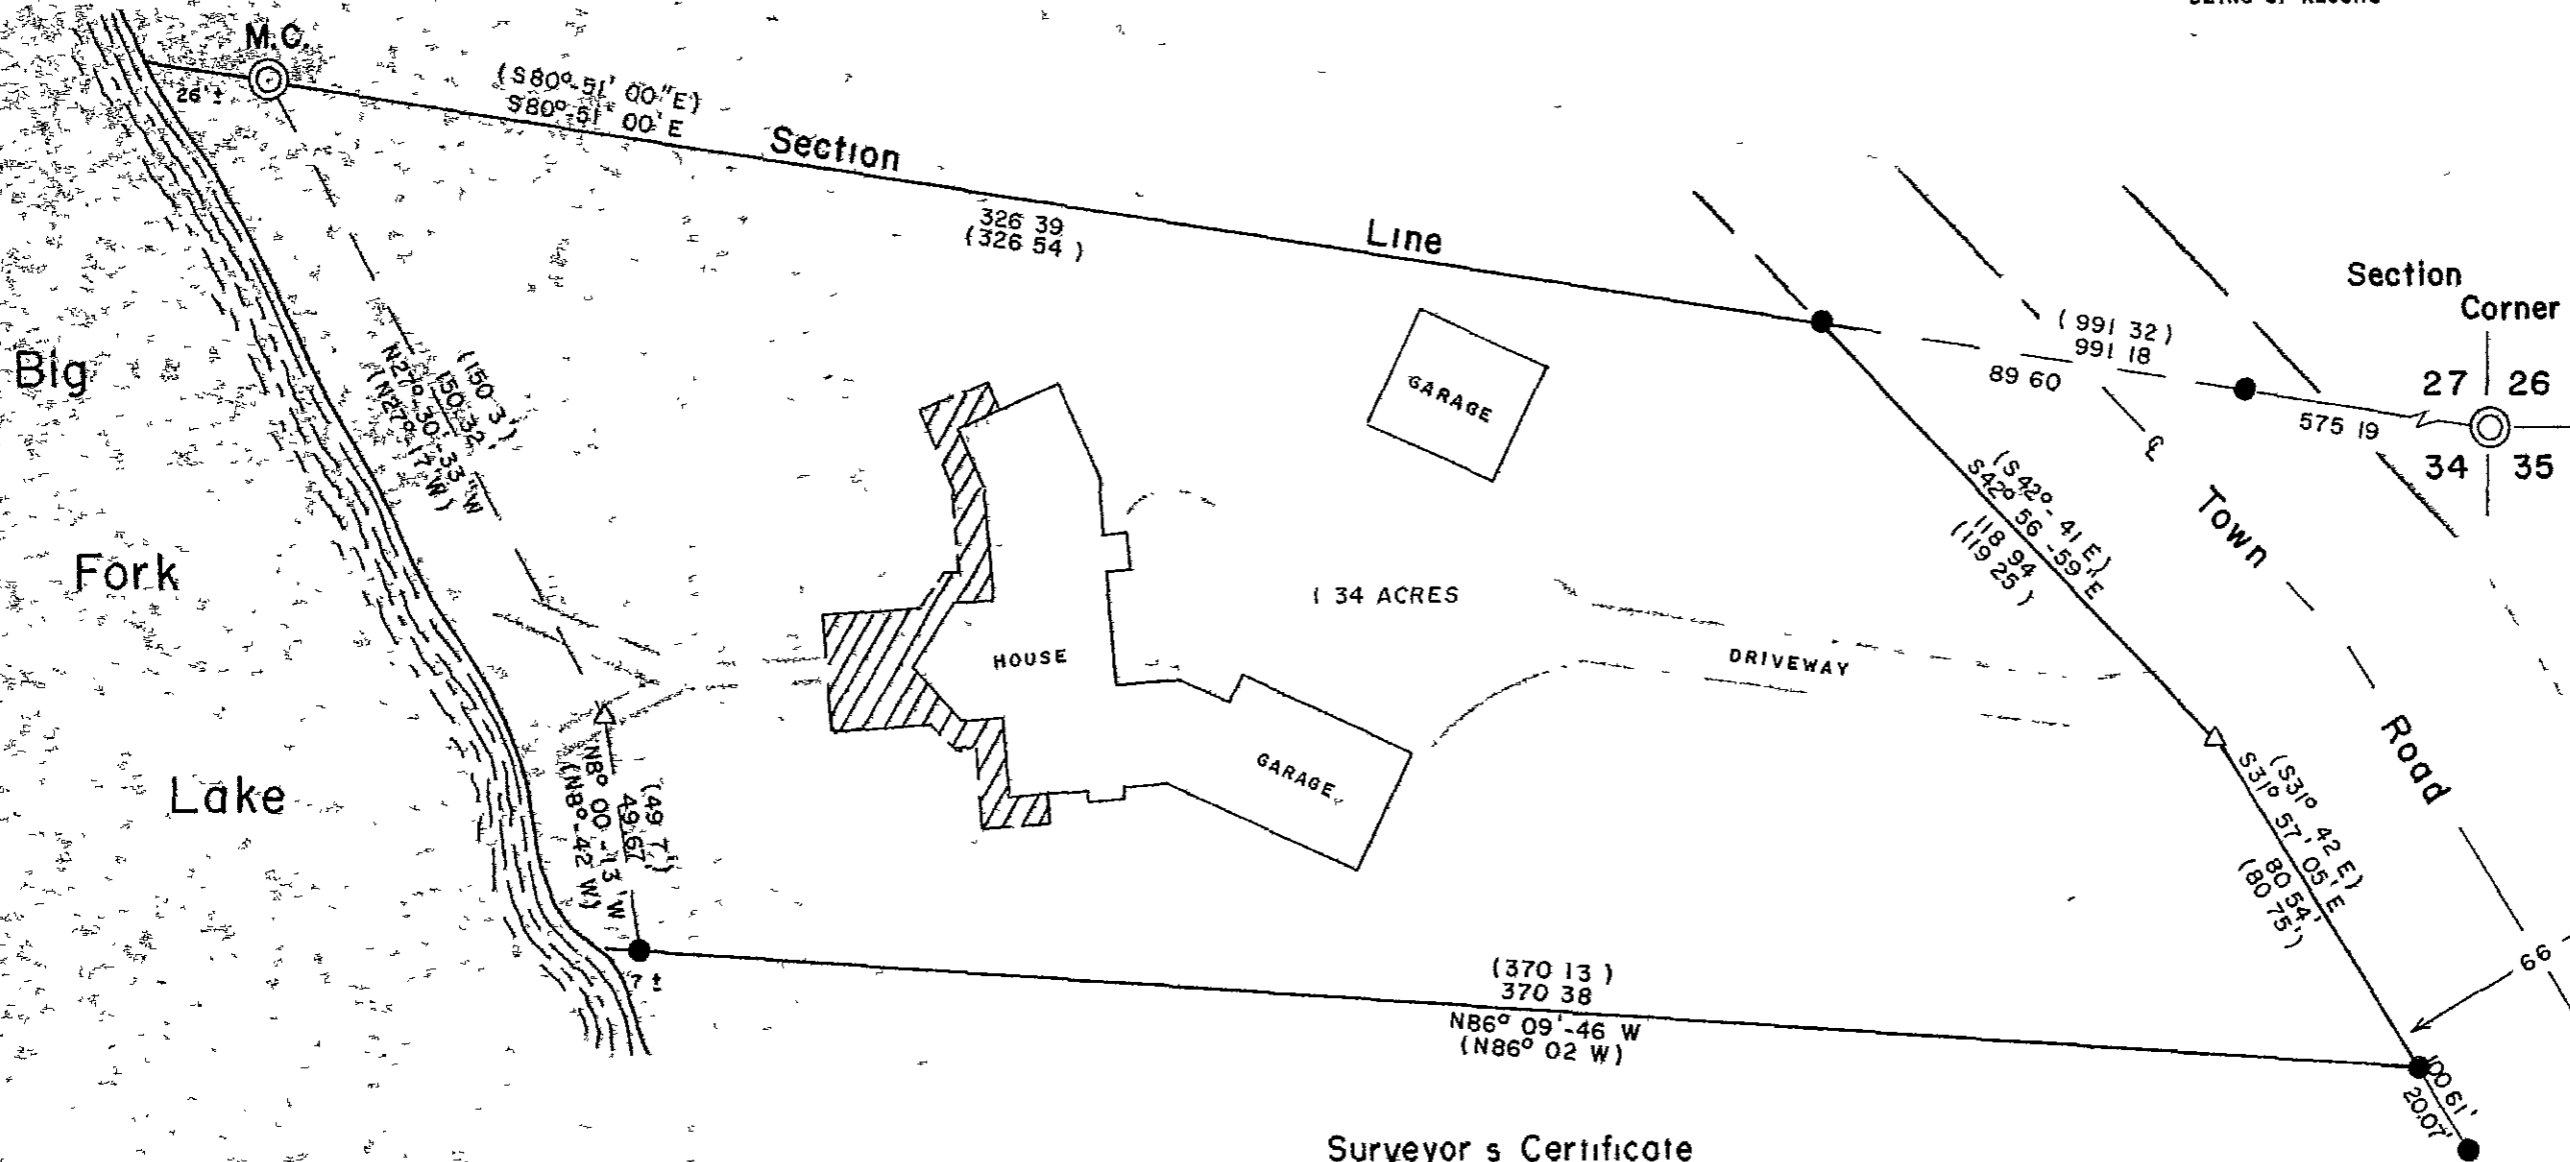 M.C.
26'±
(S80°-51' 00"E)
S80°-51' 00' E
Section
326 39
(326 54 )
Line
Section
Corner
( 991 32 )
991 18
89 60
27 26
575 19
34 35
Big
(150 3')
150.32'
N27°-30'-33"W
(N27°-17'W)
GARAGE
(S42°- 41 E)
S42° 56 -59"E
118 94
(119 25 )
Town
Fork
1 34 ACRES
HOUSE
DRIVEWAY
Road
Lake
(49 7')
49.67
N8° 00 -13 'W
(N8°-42 W)
GARAGE
(S31° 42 E)
S31° 57' 05' E
80 54'
(80 75')
66
7 ±
(370 13 )
370 38
N86° 09'-46 W
(N86° 02 W)
100 61'
20.07'
Surveyor s Certificate